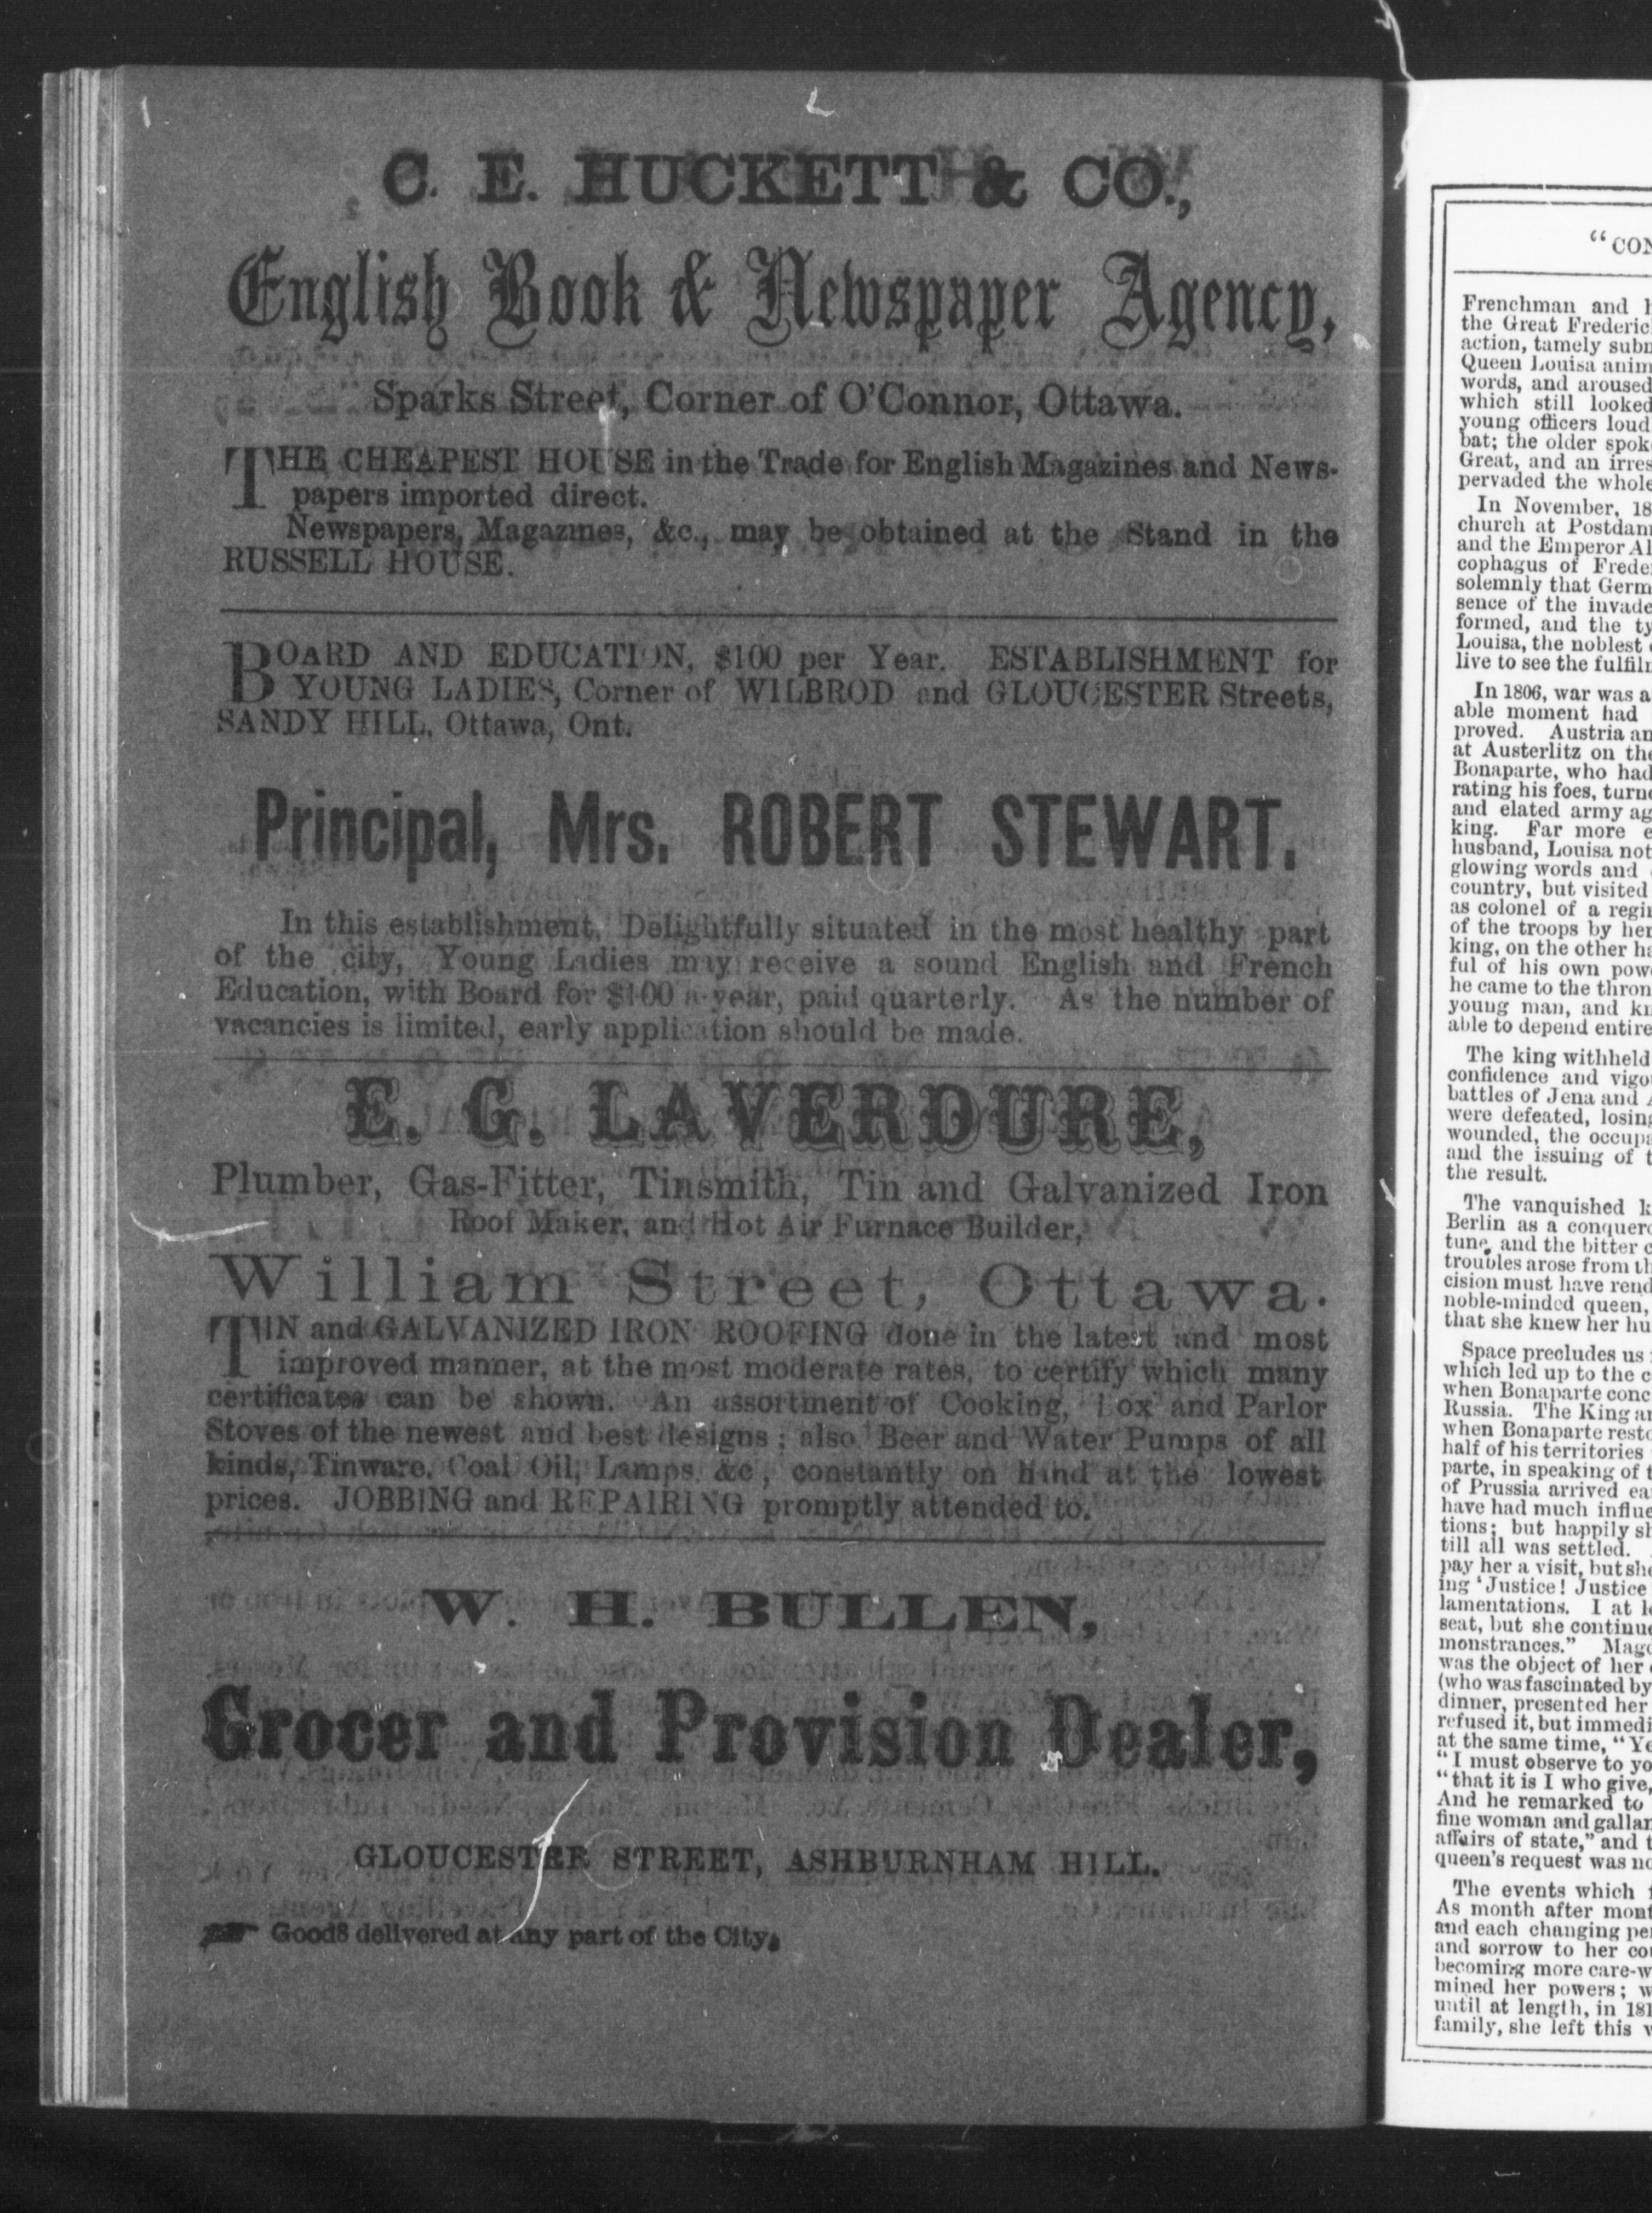 C. E. HUCKETT & CO.,
English Book & Newspaper Agency,
Sparks Street, Corner of O'Connor, Ottawa.
THE CHEAPEST HOUSE in the Trade for English Magazines and News-
papers imported direct.
Newspapers, Magazines, &c., may be obtained at the Stand in the
RUSSELL HOUSE.
BOARD AND EDUCATION, $100 per Year. ESTABLISHMENT for
YOUNG LADIES, Corner of WILBROD and GLOUCESTER Streets,
SANDY HILL, Ottawa, Ont.
Principal, Mrs. ROBERT STEWART.
In this establishment, Delightfully situated in the most healthy part
of the city, Young Ladies may receive a sound English and French
Education, with Board for $100 a-year, paid quarterly. As the number of
vacancies is limited, early application should be made.
E. G. LAVERDURE,
Plumber, Gas-Fitter, Tinsmith, Tin and Galvanized Iron
Roof Maker, and Hot Air Furnace Builder,
William Street, Ottawa.
TIN and GALVANIZED IRON ROOFING done in the latest and most
improved manner, at the most moderate rates, to certify which many
certificates can be shown. An assortment of Cooking, Box and Parlor
Stoves of the newest and best designs; also Beer and Water Pumps of all
kinds, Tinware, Coal Oil, Lamps, &c, constantly on hand at the lowest
prices. JOBBING and REPAIRING promptly attended to.
W. H. BULLEN,
Grocer and Provision Dealer,
GLOUCESTER STREET, ASHBURNHAM HILL.
Goods delivered at any part of the City.
"CON
Frenchman and
the Great Frederic
action, tamely subm
Queen Louisa anim
words, and aroused
which still looked
young officers loud
bat; the older spok
Great, and an irres
pervaded the whole
In November, 18
church at Postdam
and the Emperor Al
cophagus of Frede
solemnly that Germ
sence of the invade
formed, and the ty
Louisa, the noblest
live to see the fulfil
In 1806, war was a
able moment had
proved. Austria an
at Austerlitz on the
Bonaparte, who had
rating his foes, turne
and elated army ag
king. Far more e
husband, Louisa not
glowing words and
country, but visited
as colonel of a regi
of the troops by her
king, on the other ha
ful of his own pow
he came to the thron
young man, and k
able to depend entire
The king withheld
confidence and vigo
battles of Jena and A
were defeated, losing
wounded, the occup
and the issuing of t
the result.
The vanquished k
Berlin as a conquer
tune, and the bitter c
troubles arose from th
cision must have rend
noble-minded queen,
that she knew her hu
Space precludes us
which led up to the c
when Bonaparte conc
Russia. The King a
when Bonaparte resto
half of his territories
parte, in speaking of t
of Prussia arrived ea
have had much influe
tions; but happily sh
till all was settled.
pay her a visit, but she
ing 'Justice! Justice
lamentations. I at l
seat, but she continue
monstrances." Mag
was the object of her
(who was fascinated by
dinner, presented her
refused it, but immedi
at the same time, "Ye
"I must observe to yo
"that it is I who give,
And he remarked to
fine woman and gallan
affairs of state," and t
queen's request was no
The events which
As month after mont
and each changing pe
and sorrow to her cou
becoming more care-w
mined her powers; w
until at length, in 181
family, she left this w